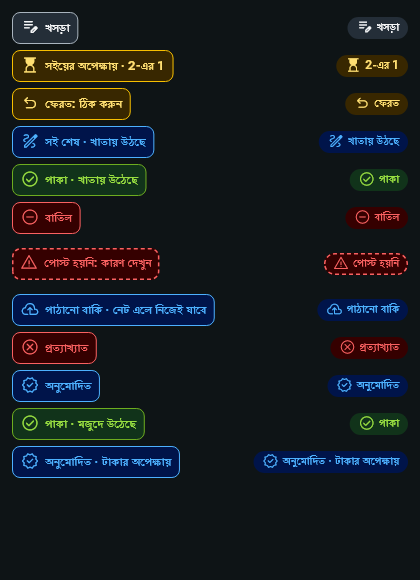 খসড়া খসড়া
সইয়ের অপেক্ষায় · 2-এর 1 2-এর 1
ফেরত: ঠিক করুন ফেরত
সই শেষ · খাতায় উঠছে খাতায় উঠছে
পাকা · খাতায় উঠেছে পাকা
বাতিল বাতিল
পোস্ট হয়নি: কারণ দেখুন পোস্ট হয়নি
পাঠানো বাকি · নেট এলে নিজেই যাবে পাঠানো বাকি
প্রত্যাখ্যাত প্রত্যাখ্যাত
অনুমোদিত অনুমোদিত
পাকা · মজুদে উঠেছে পাকা
অনুমোদিত · টাকার অপেক্ষায় অনুমোদিত · টাকার অপেক্ষায়